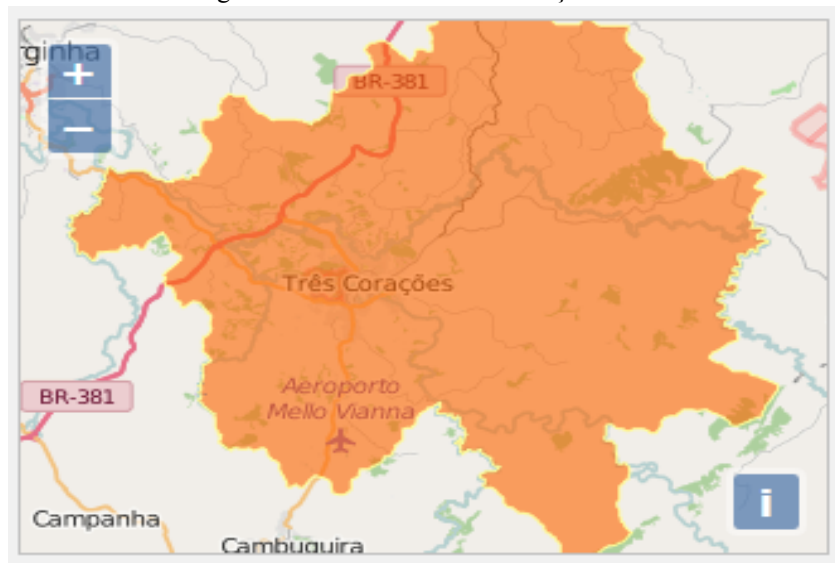 ginha
+
BR-381
−
Três Corações
Aeroporto
Mello Vianna
BR-381
i
Campanha
Cambuquira